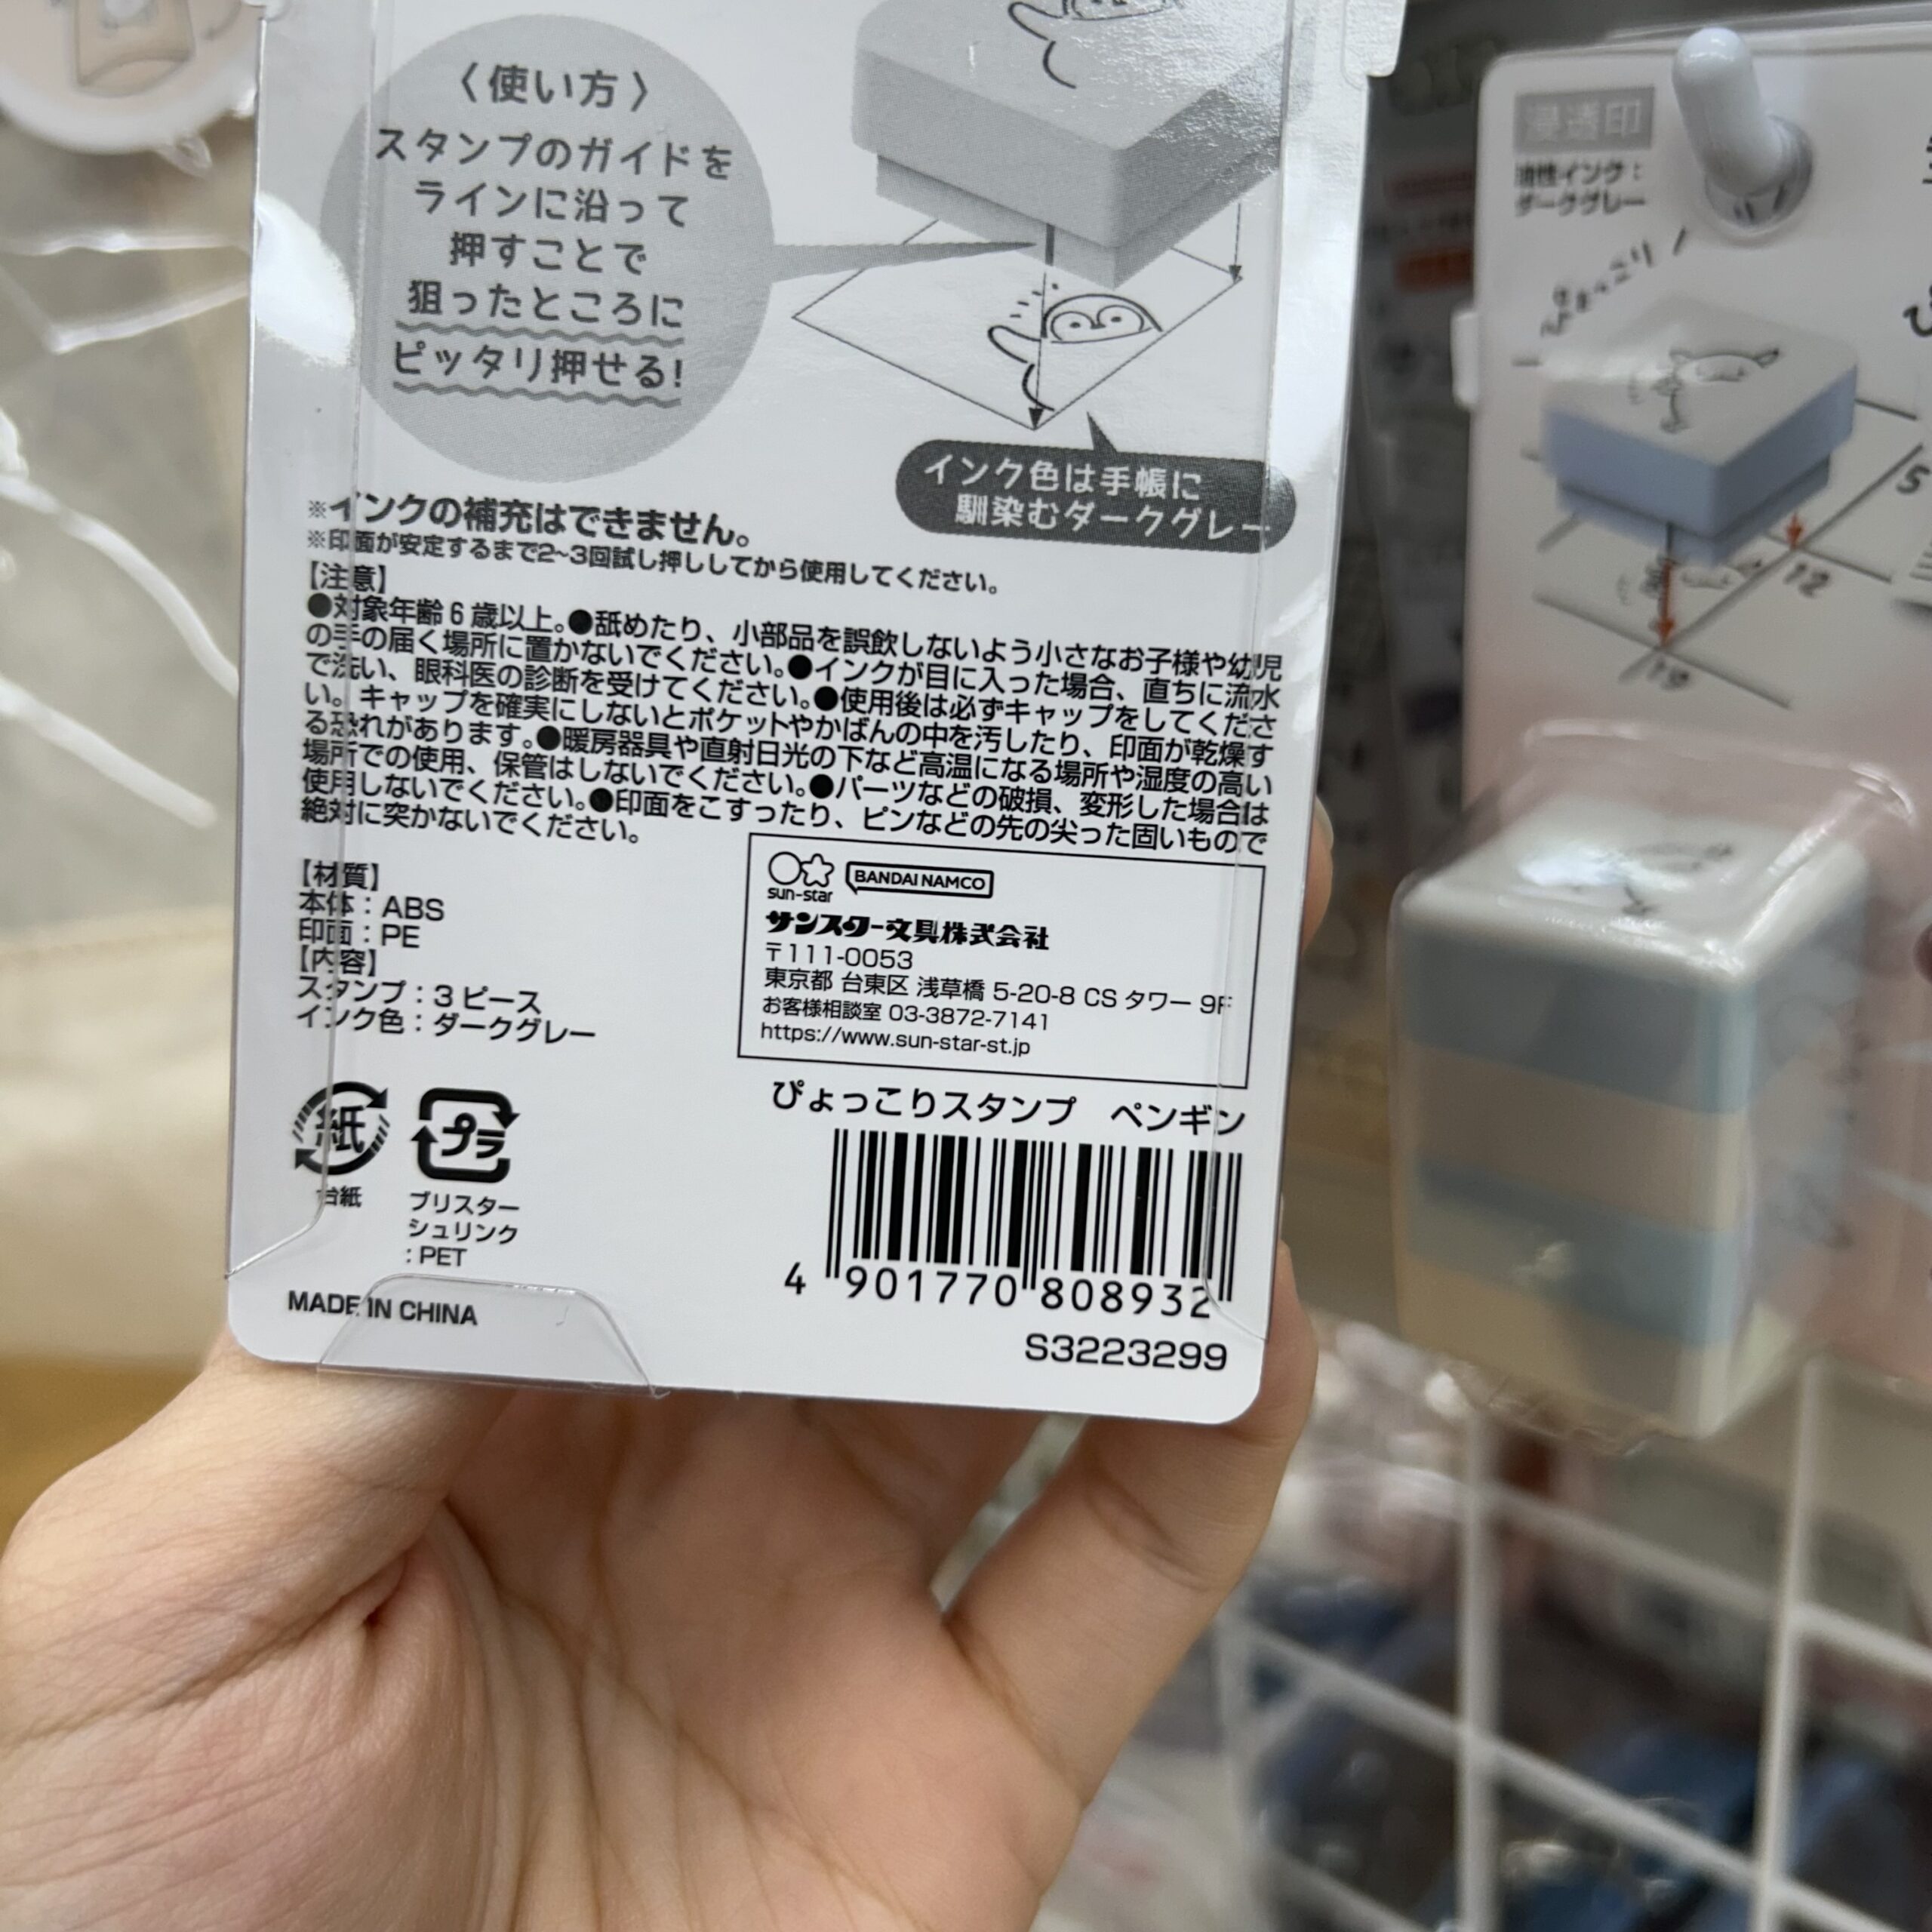 〈使い方〉
スタンプのガイドを
ラインに沿って
押すことで
狙ったところに
ピッタリ押せる!
インク色は手帳に
馴染むダークグレー
※インクの補充はできません。
※印面が安定するまで2~3回試し押ししてから使用してください。
【注意】
●対象年齢6歳以上。●舐めたり、小部品を誤飲しないよう小さなお子様や幼児
の手の届く場所に置かないでください。●インクが目に入った場合、直ちに流水
で洗い、眼科医の診断を受けてください。●使用後は必ずキャップをしてくださ
い。キャップを確実にしないとポケットやかばんの中を汚したり、印面が乾燥す
る恐れがあります。●暖房器具や直射日光の下など高温になる場所や湿度の高い
場所での使用、保管はしないでください。●パーツなどの破損、変形した場合は
使用しないでください。●印面をこすったり、ピンなどの先の尖った固いもので
絶対に突かないでください。
【材質】
本体：ABS
印面：PE
【内容】
スタンプ：3ピース
インク色：ダークグレー
sun-star
BANDAI NAMCO
サンスター文具株式会社
〒111-0053
東京都 台東区 浅草橋 5-20-8 CS タワー 9F
お客様相談室 03-3872-7141
https://www.sun-star-st.jp
ぴょっこりスタンプ ペンギン
紙
台紙
プラ
ブリスター
シュリンク
: PET
4 901770 808932
MADE IN CHINA
S3223299
浸透印
油性インク：
ダークグレー
ぴょっこり
5
12
19